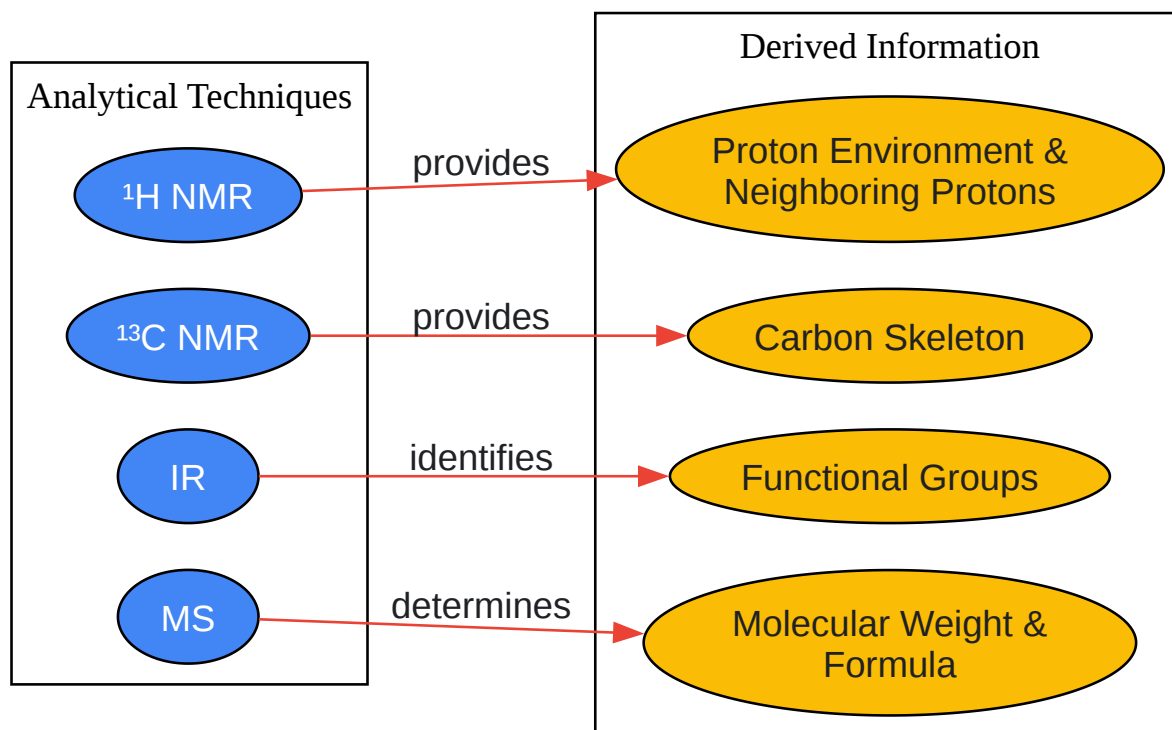 Analytical Techniques
Derived Information
¹H NMR
provides
Proton Environment &
Neighboring Protons
¹³C NMR
provides
Carbon Skeleton
IR
identifies
Functional Groups
MS
determines
Molecular Weight &
Formula